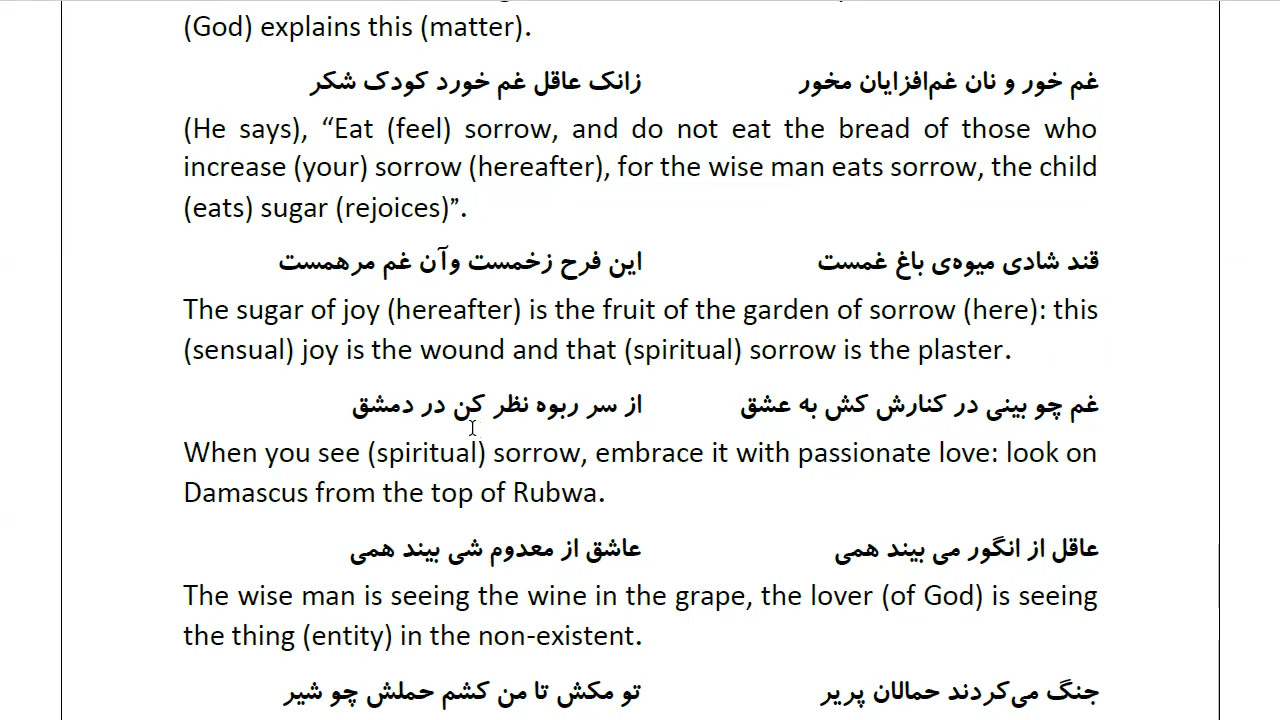 (God) explains this (matter).
غم خور و نان غم‌افزایان مخور زانک عاقل غم خورد کودک شکر
(He says), “Eat (feel) sorrow, and do not eat the bread of those who
increase (your) sorrow (hereafter), for the wise man eats sorrow, the child
(eats) sugar (rejoices)”.
قند شادی میوه‌ی باغ غمست این فرح زخمست وآن غم مرهمست
The sugar of joy (hereafter) is the fruit of the garden of sorrow (here): this
(sensual) joy is the wound and that (spiritual) sorrow is the plaster.
غم چو بینی در کنارش کش به عشق از سر ربوه نظر کن در دمشق
When you see (spiritual) sorrow, embrace it with passionate love: look on
Damascus from the top of Rubwa.
عاقل از انگور می بیند همی عاشق از معدوم شی بیند همی
The wise man is seeing the wine in the grape, the lover (of God) is seeing
the thing (entity) in the non-existent.
جنگ می‌کردند حمالان پریر تو مکش تا من کشم حملش چو شیر